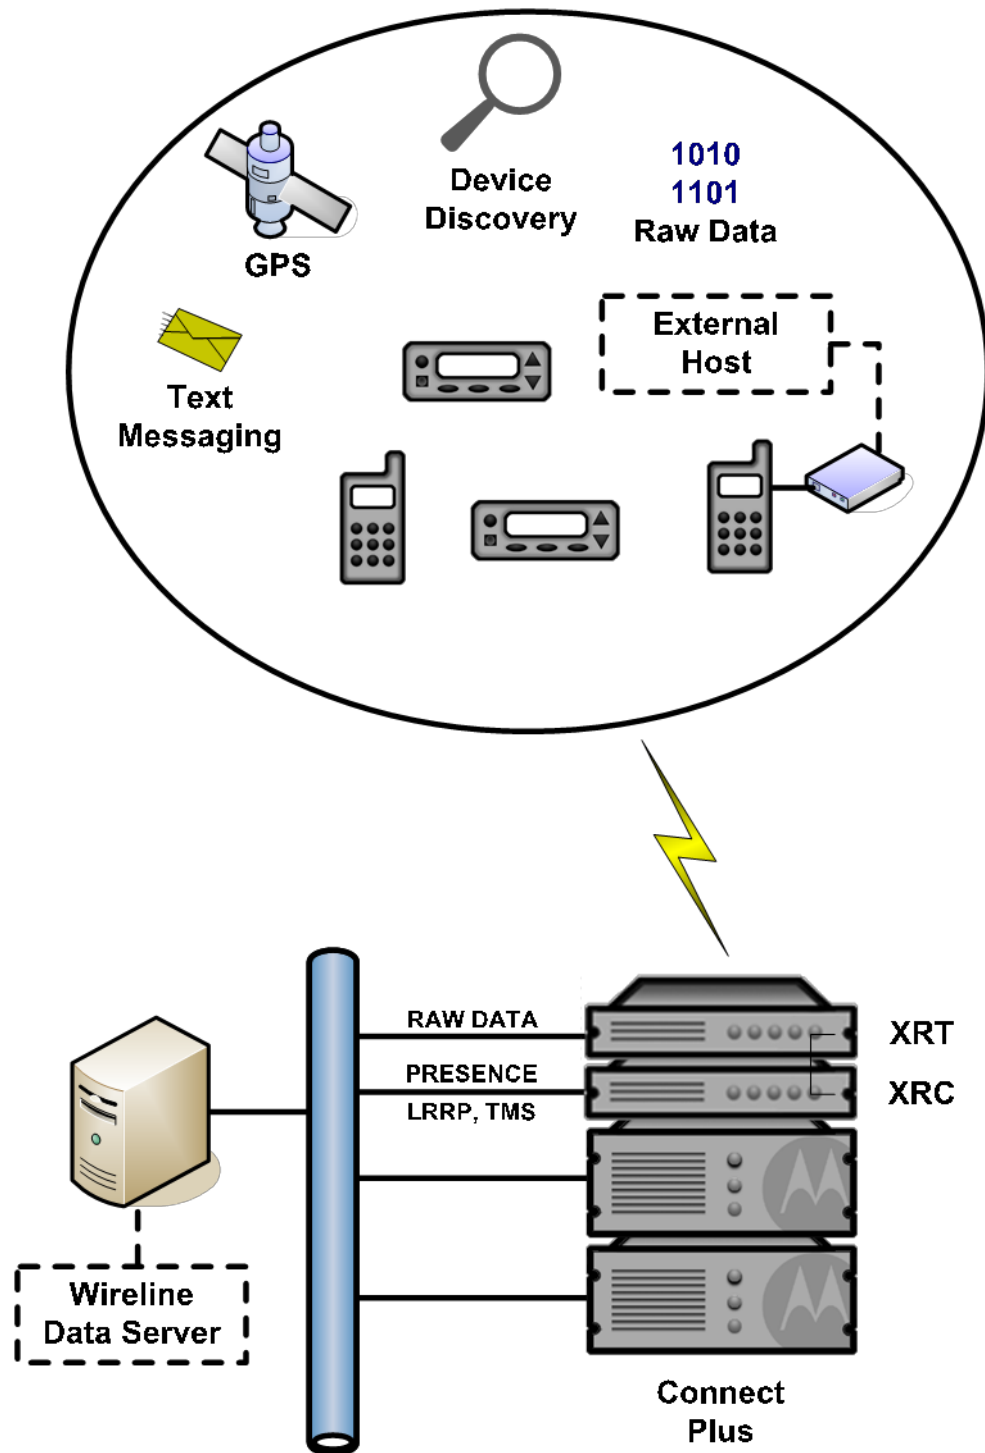 Device
Discovery
1010
1101
Raw Data
GPS
External
Host
Text
Messaging
RAW DATA
XRT
PRESENCE
LRRP, TMS
XRC
Wireline
Data Server
Connect
Plus